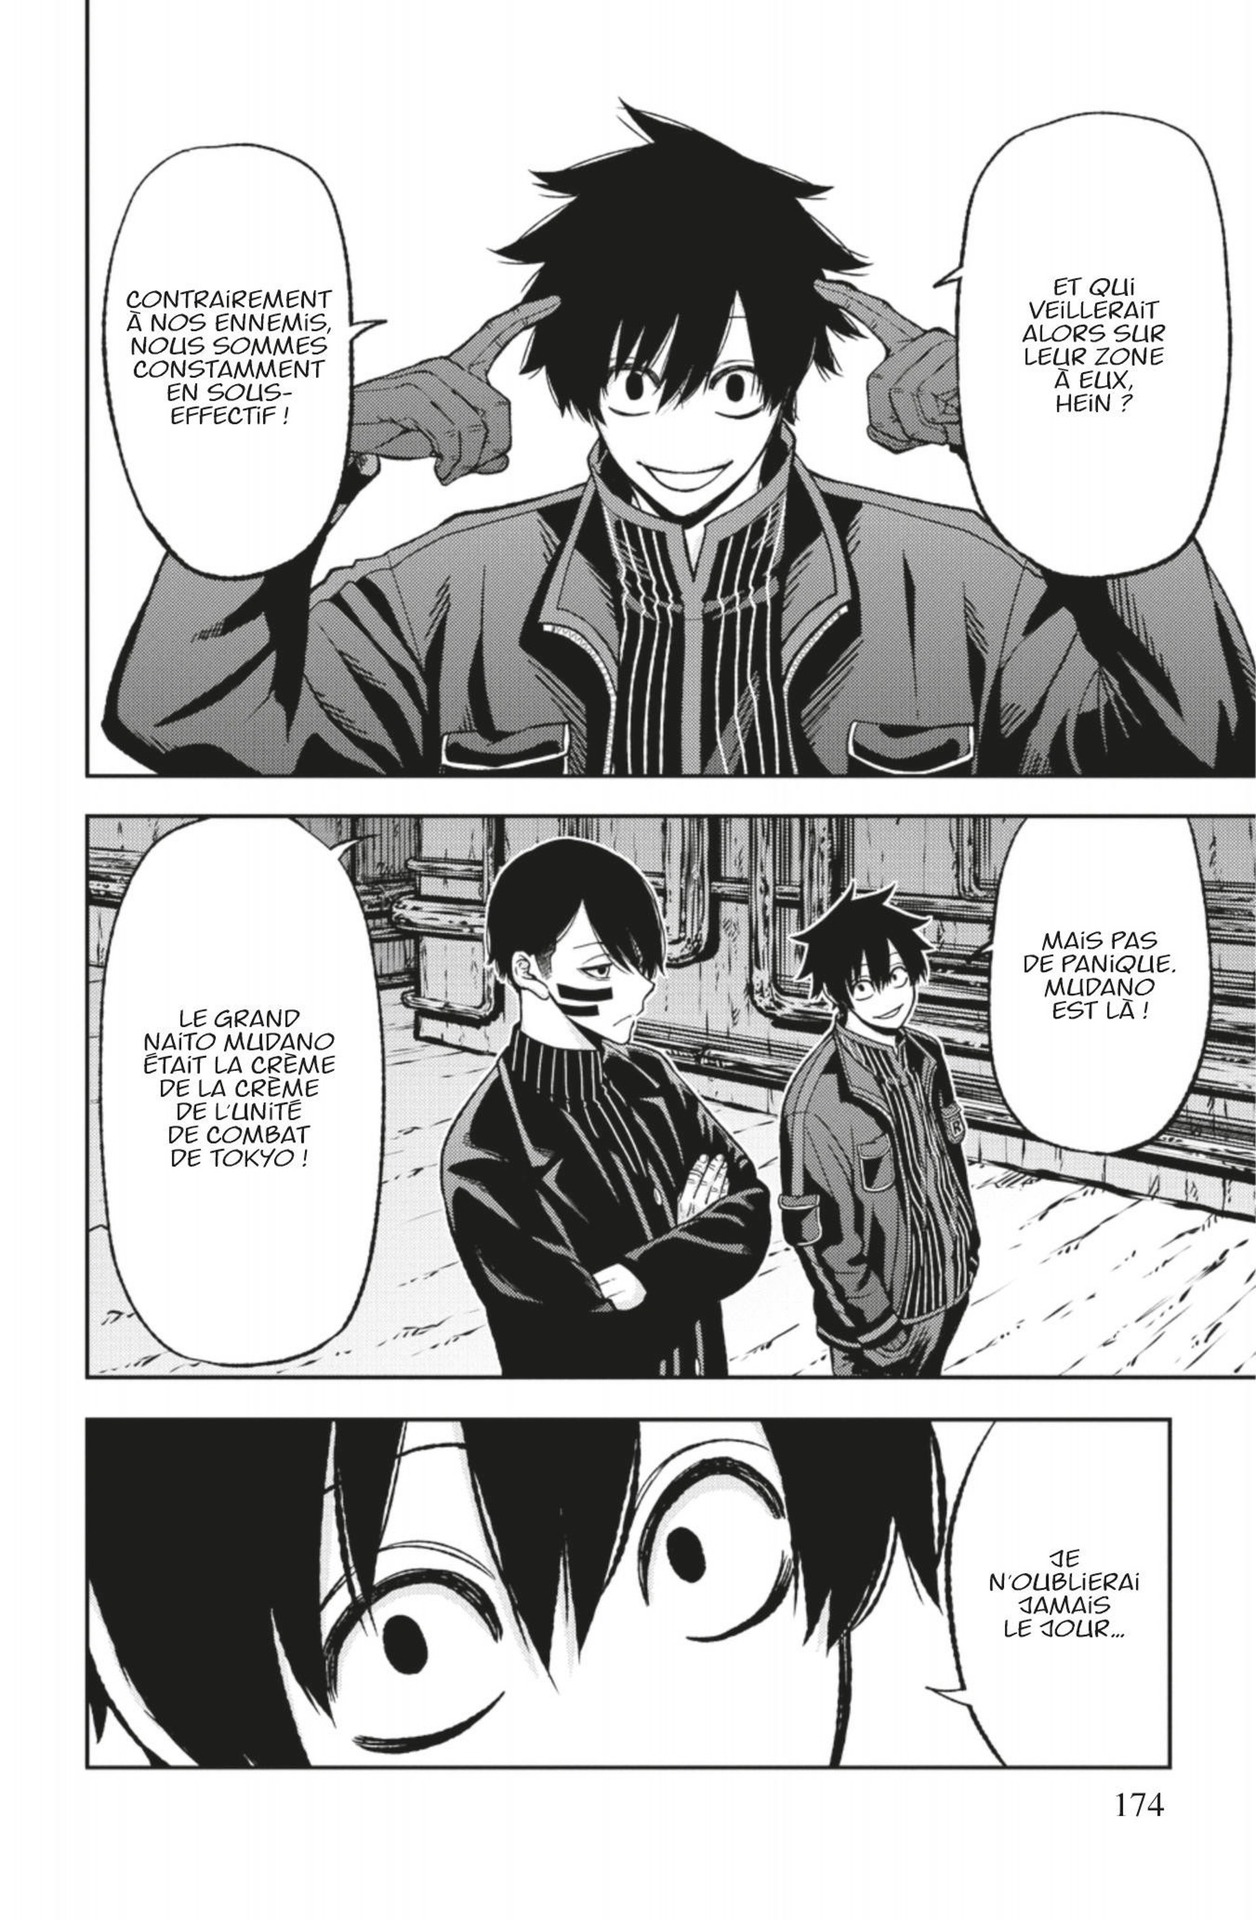 ET QUI
VEILLERAIT
ALORS SUR
LEUR ZONE
À EUX,
HEIN ?
CONTRAIREMENT
À NOS ENNEMIS,
NOUS SOMMES
CONSTAMMENT
EN SOUS-
EFFECTIF !
MAIS PAS
DE PANIQUE.
MUDANO
EST LÀ !
R
LE GRAND
NAITO MUDANO
ÉTAIT LA CRÈME
DE LA CRÈME
DE L'UNITÉ
DE COMBAT
DE TOKYO !
JE
N'OUBLIERAI
JAMAIS
LE JOUR...
174